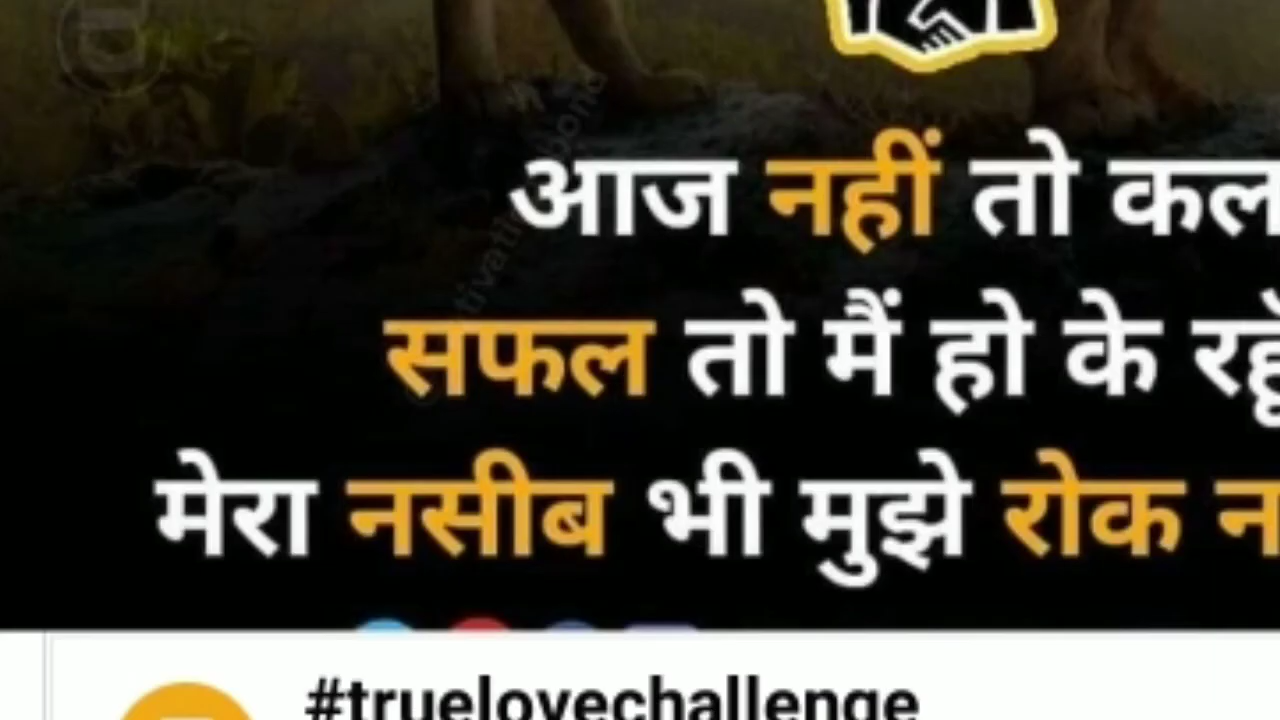 आज नहीं तो कल
सफल तो मैं हो के
मेरा नसीब भी मुझे रोक
#truelovechallenge